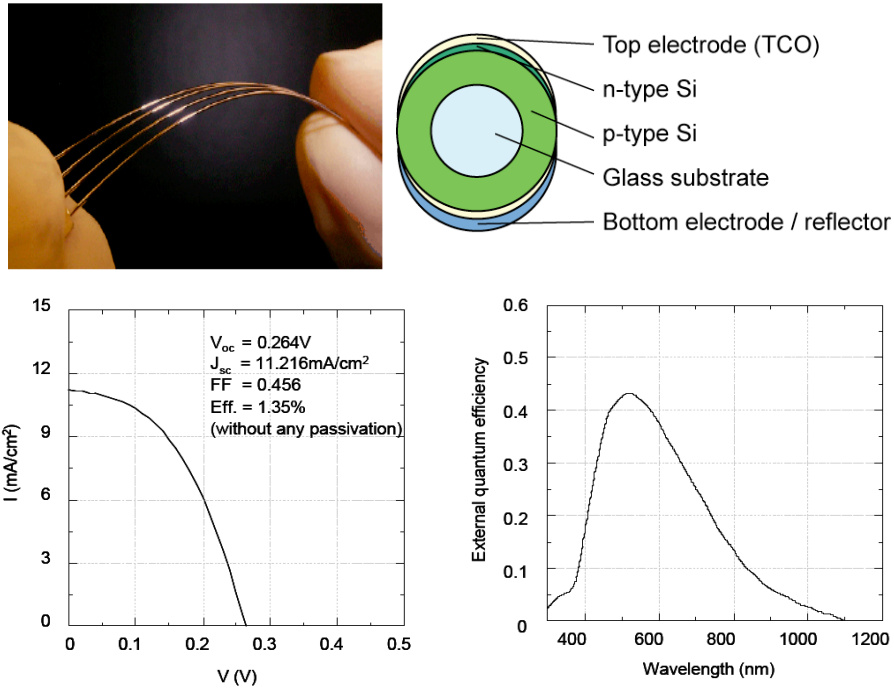 Top electrode (TCO)
n-type Si
p-type Si
Glass substrate
Bottom electrode / reflector
15
12
9
6
3
0
I (mA/cm²)
Voc = 0.264V
Jsc = 11.216mA/cm²
FF = 0.456
Eff. = 1.35%
(without any passivation)
0 0.1 0.2 0.3 0.4 0.5
V (V)
0.6
0.5
0.4
0.3
0.2
0.1
0
External quantum efficiency
400 600 800 1000 1200
Wavelength (nm)